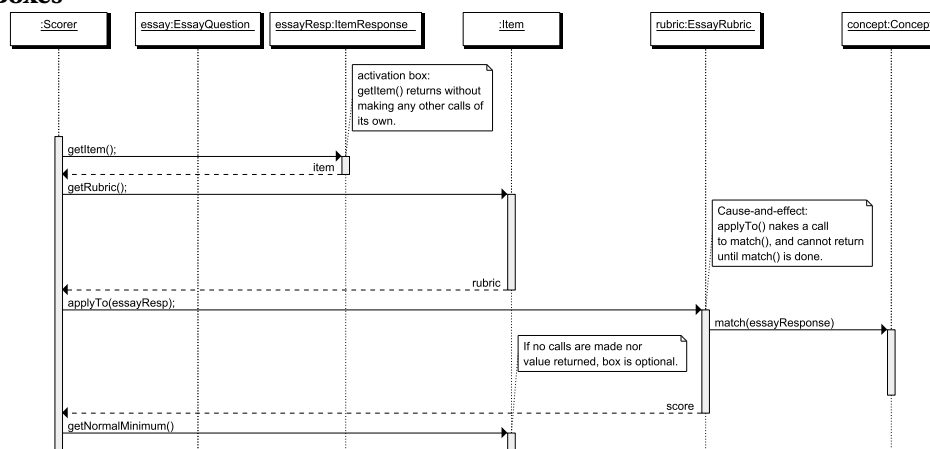 Boxes
:Scorer
essay:EssayQuestion
essayResp:ItemResponse
:Item
rubric:EssayRubric
concept:Concept
activation box:
getItem() returns without
making any other calls of
its own.
getItem();
item
getRubric();
Cause-and-effect:
applyTo() nakes a call
to match(), and cannot return
until match() is done.
rubric
applyTo(essayResp);
match(essayResponse)
If no calls are made nor
value returned, box is optional.
score
getNormalMinimum()